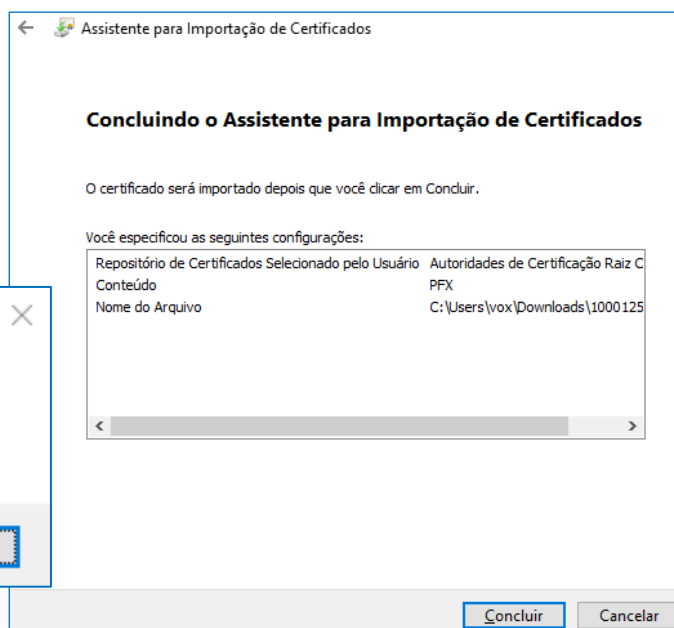 Assistente para Importação de Certificados
Concluindo o Assistente para Importação de Certificados
O certificado será importado depois que você clicar em Concluir.
Você especificou as seguintes configurações:
Repositório de Certificados Selecionado pelo Usuário Autoridades de Certificação Raiz C
Conteúdo PFX
Nome do Arquivo C:\Users\vox\Downloads\1000125
Concluir Cancelar